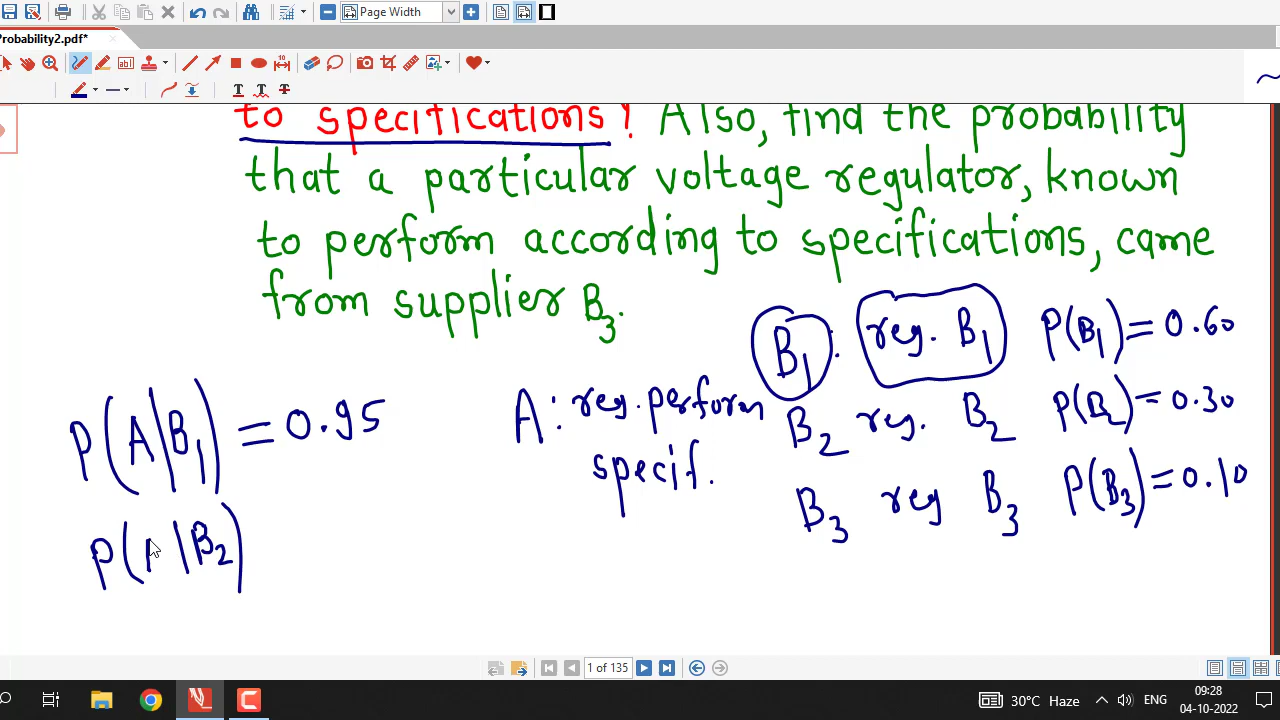 Page Width
Probability2.pdf*
to specifications? Also, find the probability
that a particular voltage regulator, known
to perform according to specifications, came
from supplier B3.
B1. reg. B1 P(B1) = 0.60
P(A|B1) = 0.95
A: reg. perform
specif.
B2 reg. B2 P(B2) = 0.30
B3 reg B3 P(B3) = 0.10
P( |B2)
1 of 135
30°C Haze
ENG
09:28
04-10-2022